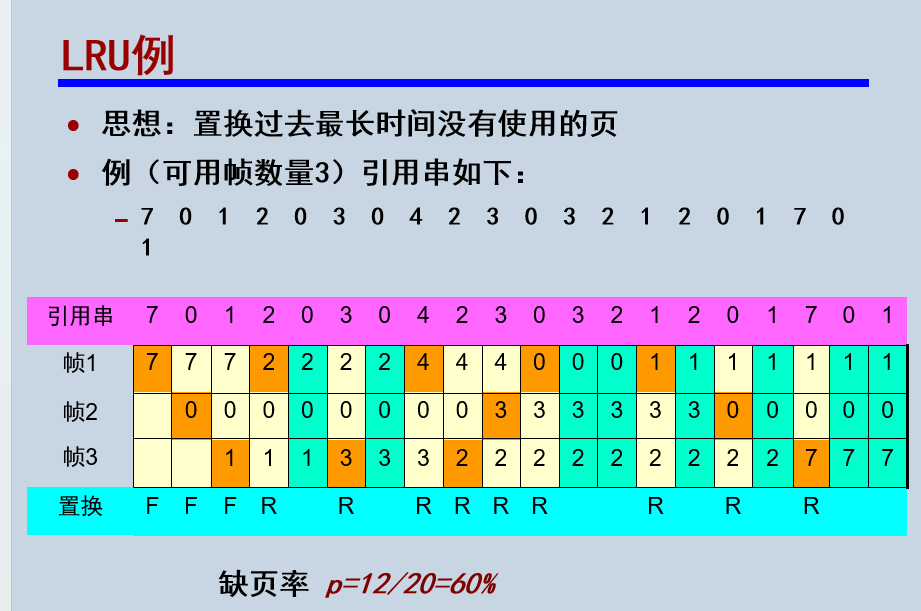 LRU例
• 思想：置换过去最长时间没有使用的页
• 例（可用帧数量3）引用串如下：
– 7 0 1 2 0 3 0 4 2 3 0 3 2 1 2 0 1 7 0
1
引用串 7 0 1 2 0 3 0 4 2 3 0 3 2 1 2 0 1 7 0 1
帧1 7 7 7 2 2 2 2 4 4 4 0 0 0 1 1 1 1 1 1 1
帧2 0 0 0 0 0 0 0 0 3 3 3 3 3 3 0 0 0 0 0
帧3 1 1 1 3 3 3 2 2 2 2 2 2 2 2 2 7 7 7
置换 F F F R R R R R R R R R
缺页率 p=12/20=60%